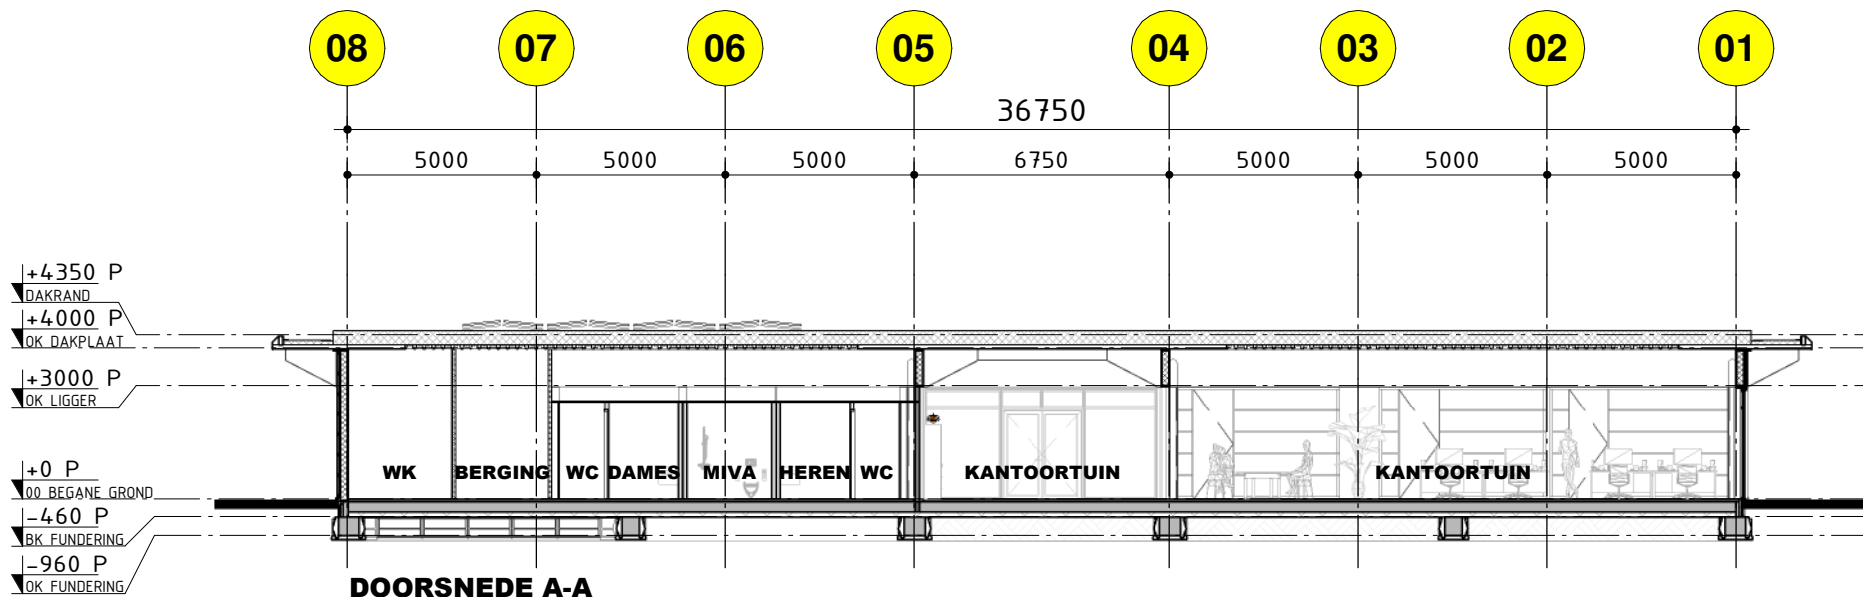 08 07 06 05 04 03 02 01
36750
5000 5000 5000 6750 5000 5000 5000
+4350 P
DAKRAND
+4000 P
OK DAKPLAAT
+3000 P
OK LIGGER
+0 P
00 BEGANE GROND
-460 P
BK FUNDERING
-960 P
OK FUNDERING
WK BERGING WC DAMES MIVA HEREN WC KANTOORTUIN KANTOORTUIN
DOORSNEDE A-A